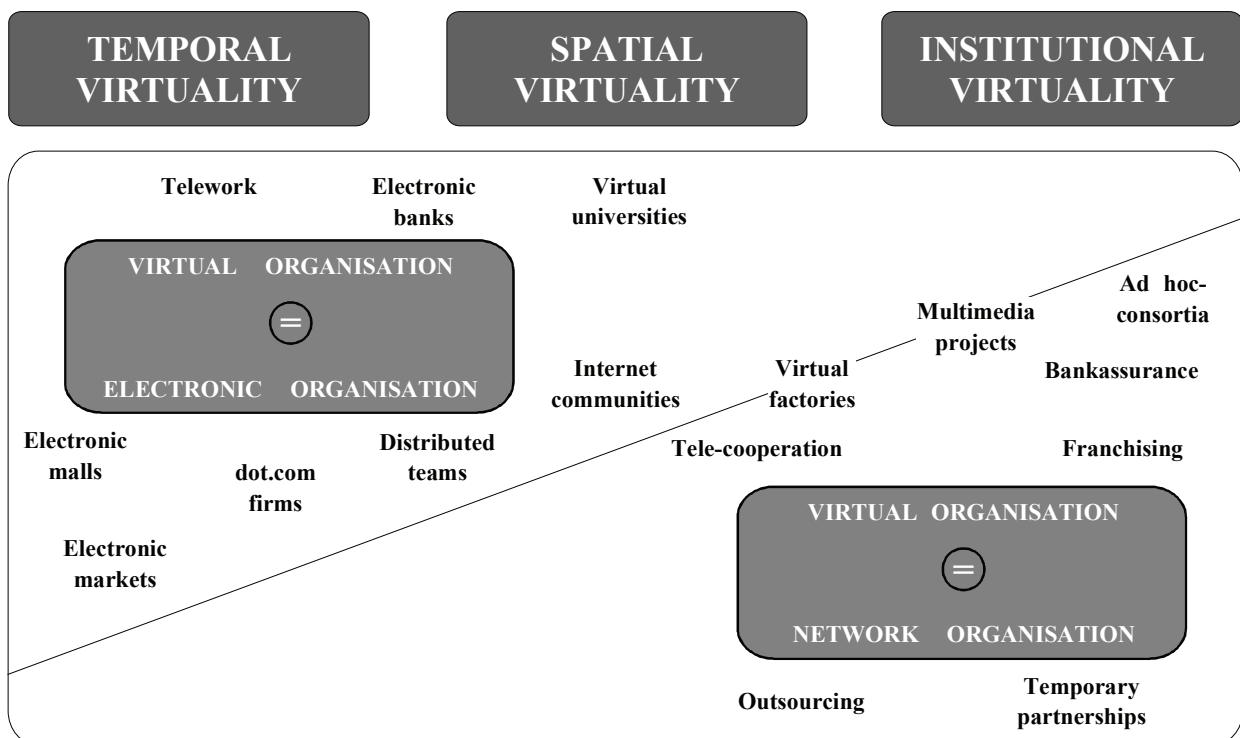 TEMPORAL
VIRTUALITY
SPATIAL
VIRTUALITY
INSTITUTIONAL
VIRTUALITY
Telework
Electronic
banks
Virtual
universities
VIRTUAL ORGANISATION
=
ELECTRONIC ORGANISATION
Ad hoc-
consortia
Multimedia
projects
Internet
communities
Virtual
factories
Bankassurance
Electronic
malls
dot.com
firms
Distributed
teams
Tele-cooperation
Franchising
Electronic
markets
VIRTUAL ORGANISATION
=
NETWORK ORGANISATION
Outsourcing
Temporary
partnerships